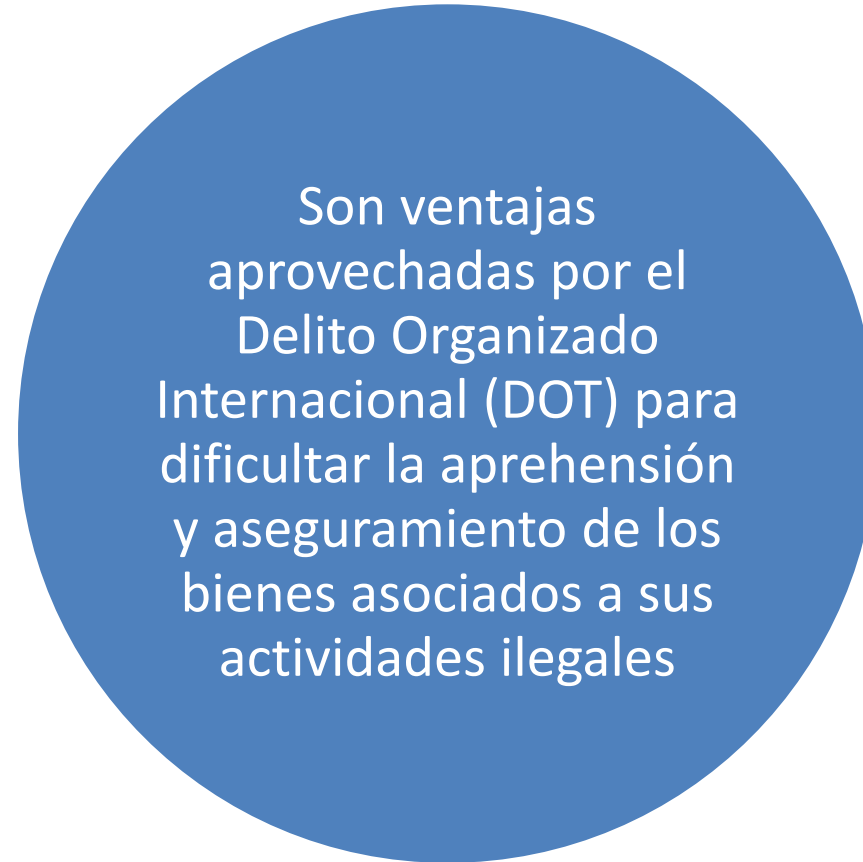 Son ventajas
aprovechadas por el
Delito Organizado
Internacional (DOT) para
dificultar la aprehensión
y aseguramiento de los
bienes asociados a sus
actividades ilegales